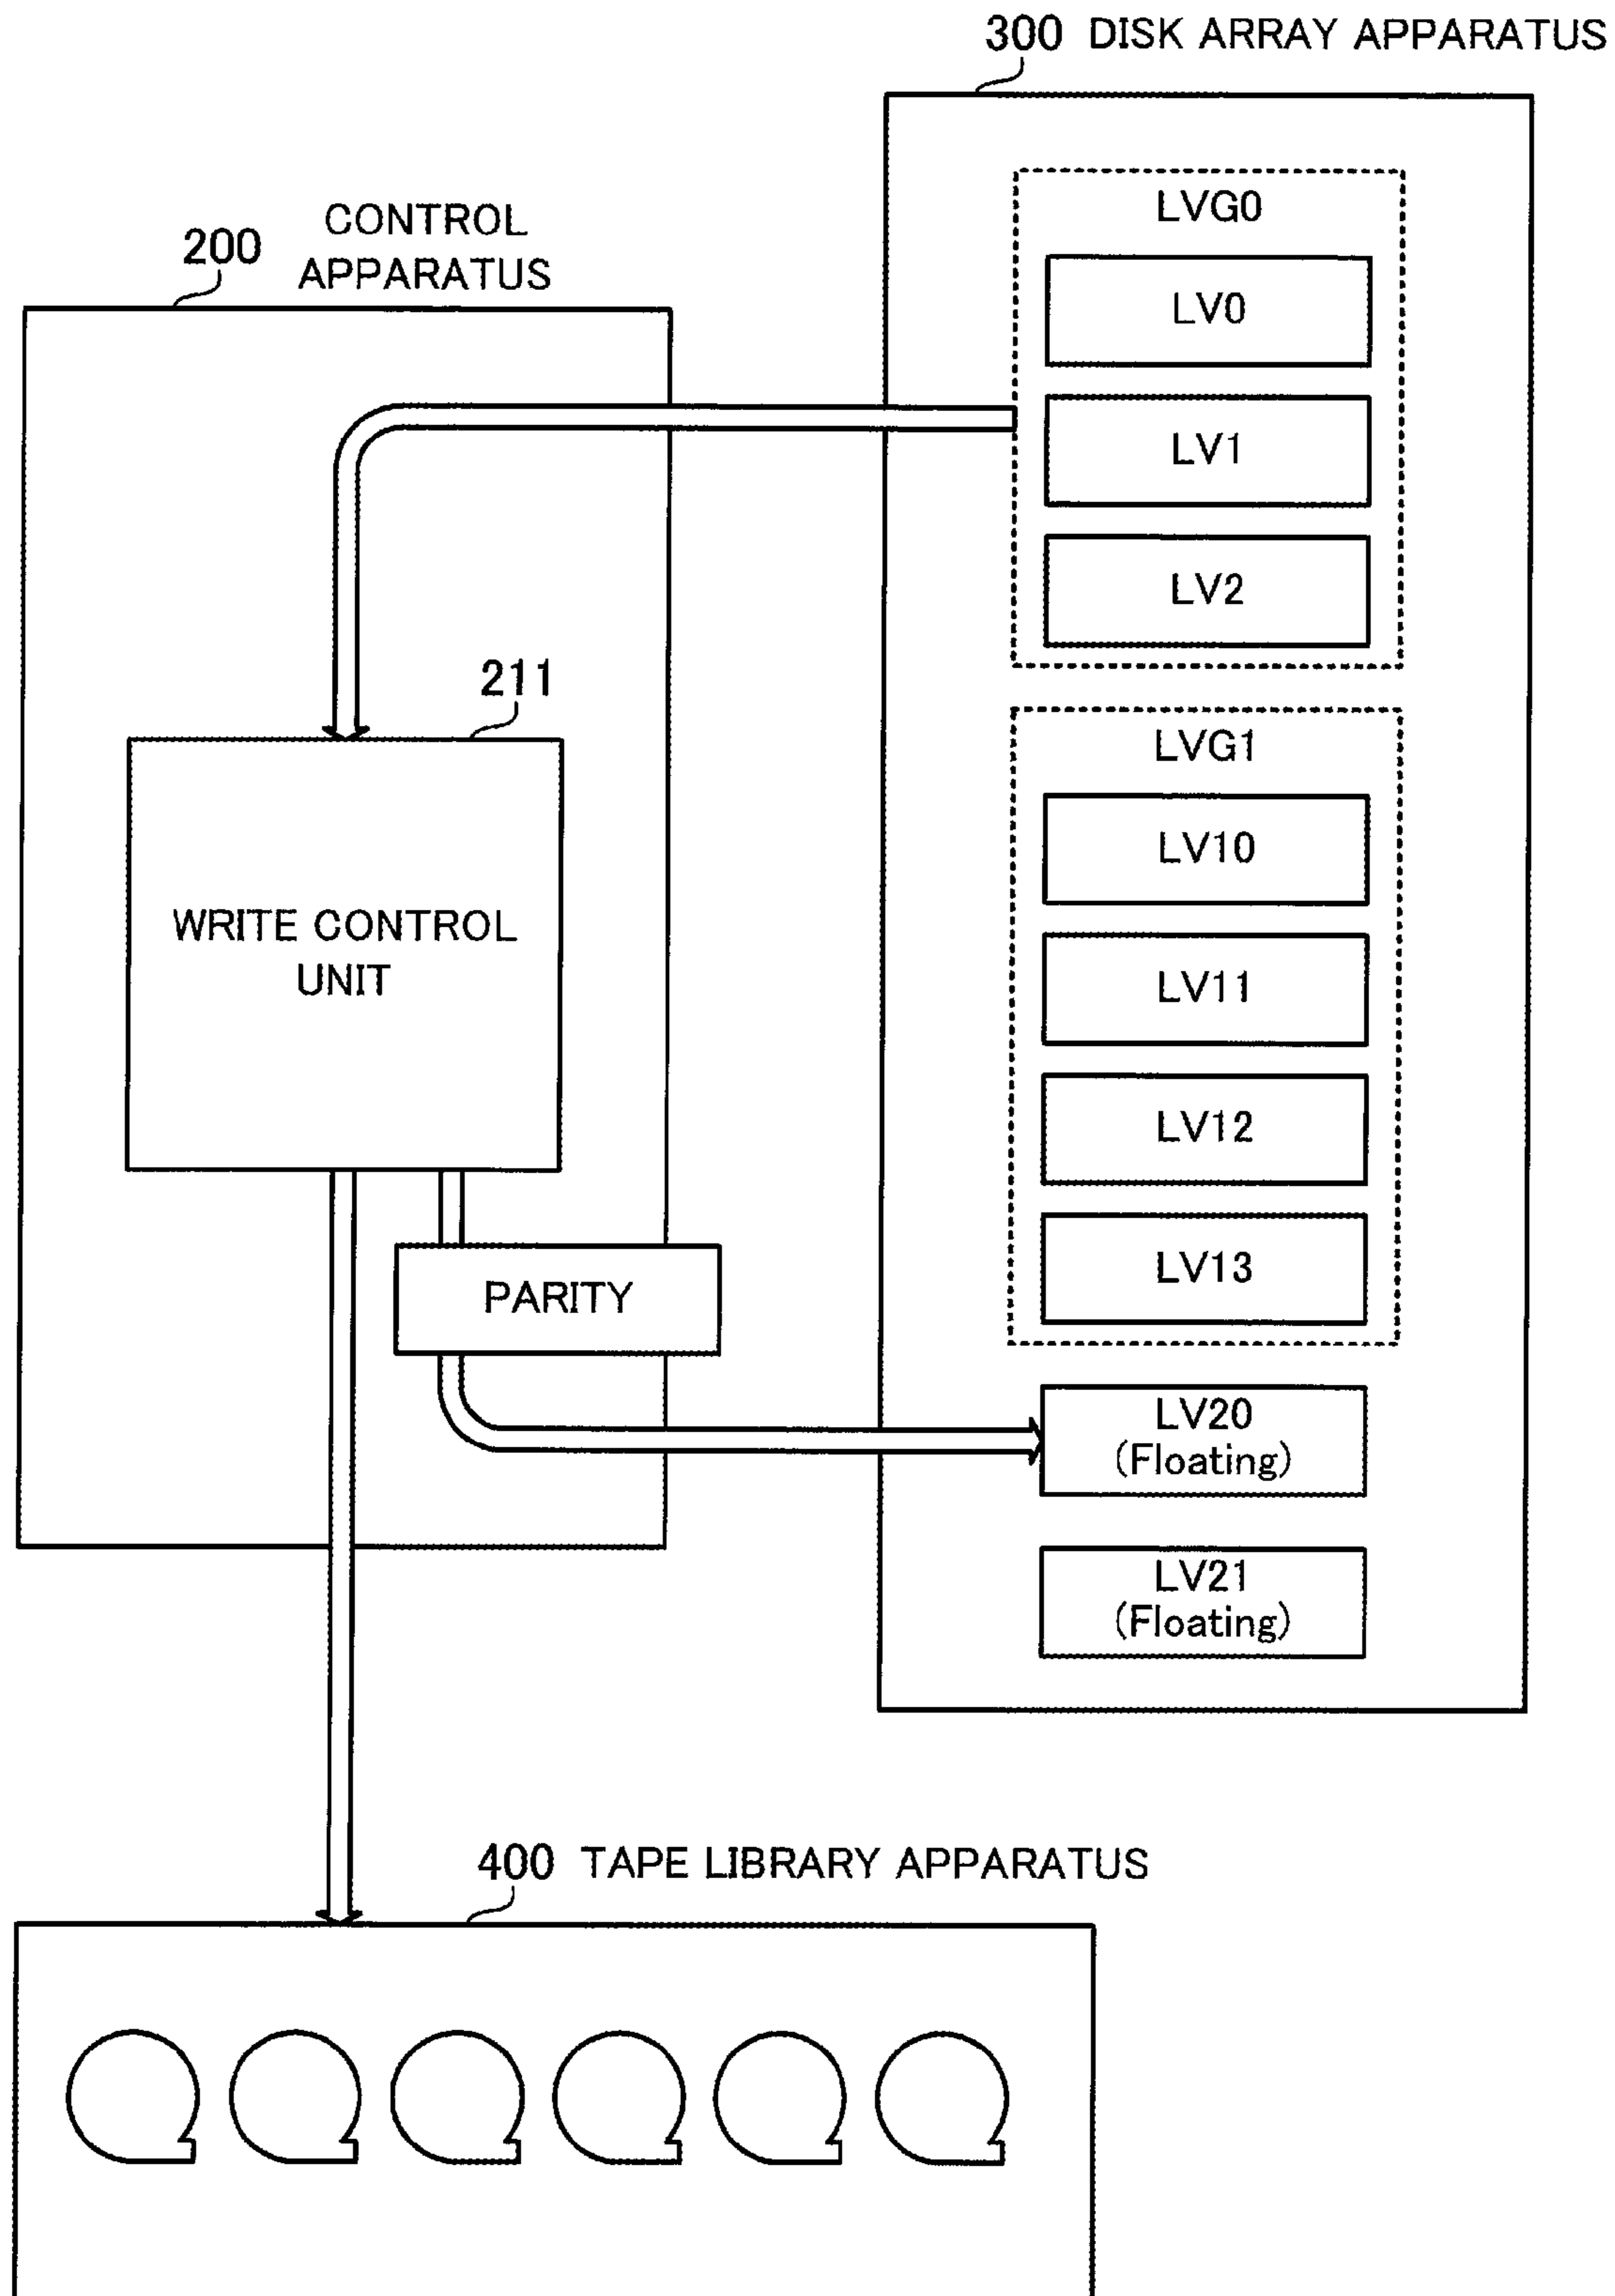 300 DISK ARRAY APPARATUS
LVG0
LV0
LV1
LV2
LVG1
LV10
LV11
LV12
LV13
LV20
(Floating)
LV21
(Floating)
200
CONTROL
APPARATUS
211
WRITE CONTROL
UNIT
PARITY
400 TAPE LIBRARY APPARATUS